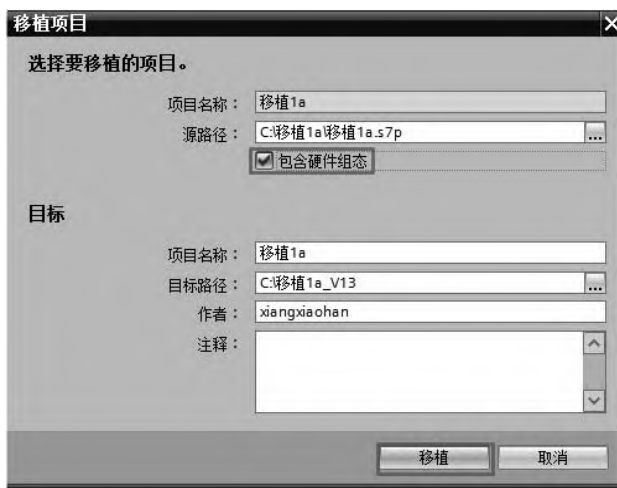 移植项目
选择要移植的项目。
项目名称： 移植1a
源路径： C:\移植1a\移植1a.s7p ...
包含硬件组态
目标
项目名称： 移植1a
目标路径： C:\移植1a_V13 ...
作者： xiangxiaohan
注释：
移植 取消